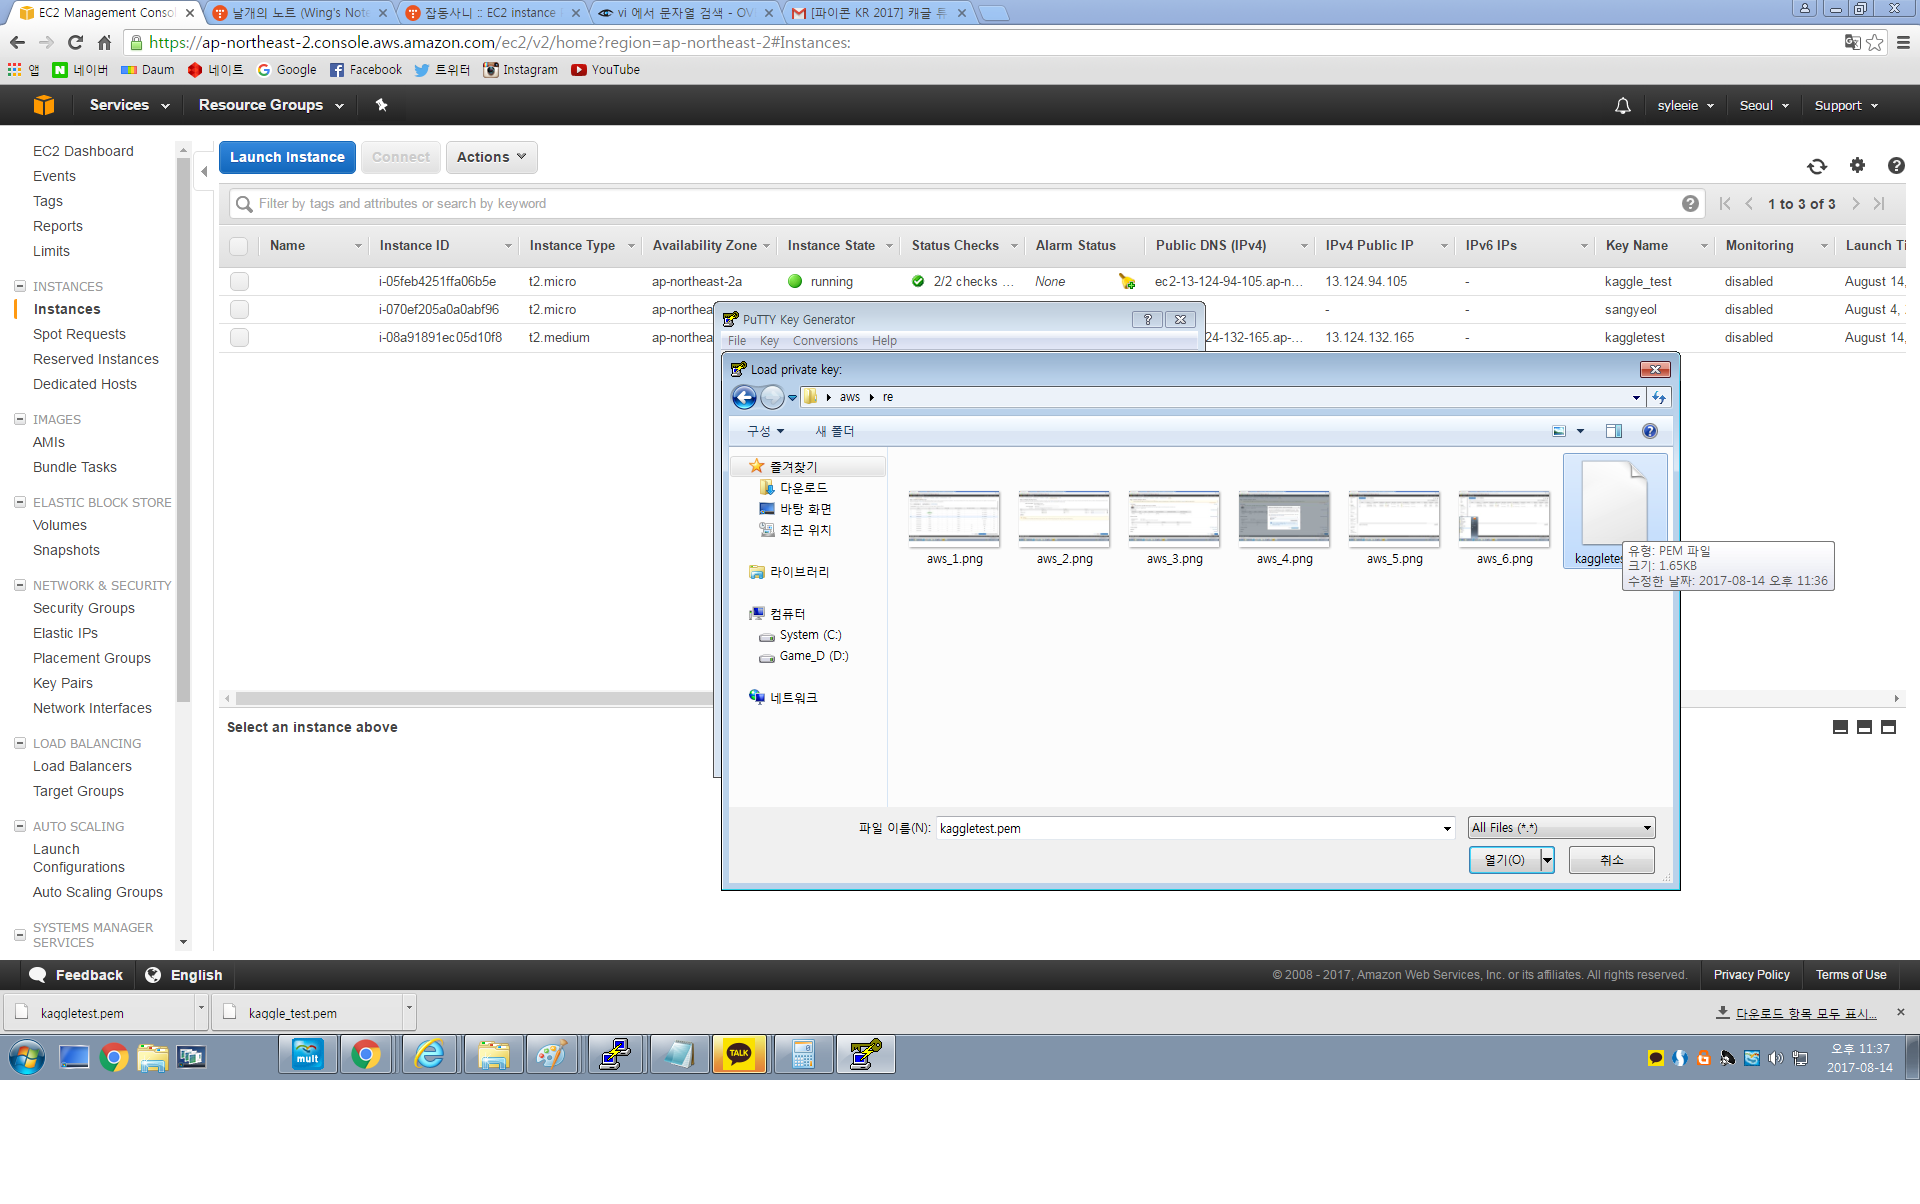 EC2 Management Consol
날개의 노트 (Wing's Note
잡동사니 :: EC2 instance
vi 에서 문자열 검색 - OV
[파이콘 KR 2017] 캐글 튜
https://ap-northeast-2.console.aws.amazon.com/ec2/v2/home?region=ap-northeast-2#Instances:
앱 네이버 Daum 네이트 Google Facebook 트위터 Instagram YouTube
Services Resource Groups syleeie Seoul Support
EC2 Dashboard
Events
Tags
Reports
Limits
INSTANCES
Instances
Spot Requests
Reserved Instances
Dedicated Hosts
IMAGES
AMIs
Bundle Tasks
ELASTIC BLOCK STORE
Volumes
Snapshots
NETWORK & SECURITY
Security Groups
Elastic IPs
Placement Groups
Key Pairs
Network Interfaces
LOAD BALANCING
Load Balancers
Target Groups
AUTO SCALING
Launch
Configurations
Auto Scaling Groups
SYSTEMS MANAGER
SERVICES
Launch Instance Connect Actions
Filter by tags and attributes or search by keyword
1 to 3 of 3
Name Instance ID Instance Type Availability Zone Instance State Status Checks Alarm Status Public DNS (IPv4) IPv4 Public IP IPv6 IPs Key Name Monitoring Launch Ti
i-05feb4251ffa06b5e t2.micro ap-northeast-2a running 2/2 checks ... None ec2-13-124-94-105.ap-n... 13.124.94.105 - kaggle_test disabled August 14,
i-070ef205a0a0abf96 t2.micro ap-northea - - sangyeol disabled August 4,
i-08a91891ec05d10f8 t2.medium ap-northea 24-132-165.ap-... 13.124.132.165 - kaggletest disabled August 14,
PuTTY Key Generator
File Key Conversions Help
Load private key:
aws re
구성 새 폴더
즐겨찾기
다운로드
바탕 화면
최근 위치
라이브러리
컴퓨터
System (C:)
Game_D (D:)
네트워크
aws_1.png aws_2.png aws_3.png aws_4.png aws_5.png aws_6.png kaggletes
유형: PEM 파일
크기: 1.65KB
수정한 날짜: 2017-08-14 오후 11:36
파일 이름(N): kaggletest.pem All Files (*.*)
열기(O) 취소
Select an instance above
Feedback English
© 2008 - 2017, Amazon Web Services, Inc. or its affiliates. All rights reserved. Privacy Policy Terms of Use
kaggletest.pem kaggle_test.pem 다운로드 항목 모두 표시...
mult TALK
오후 11:37
2017-08-14